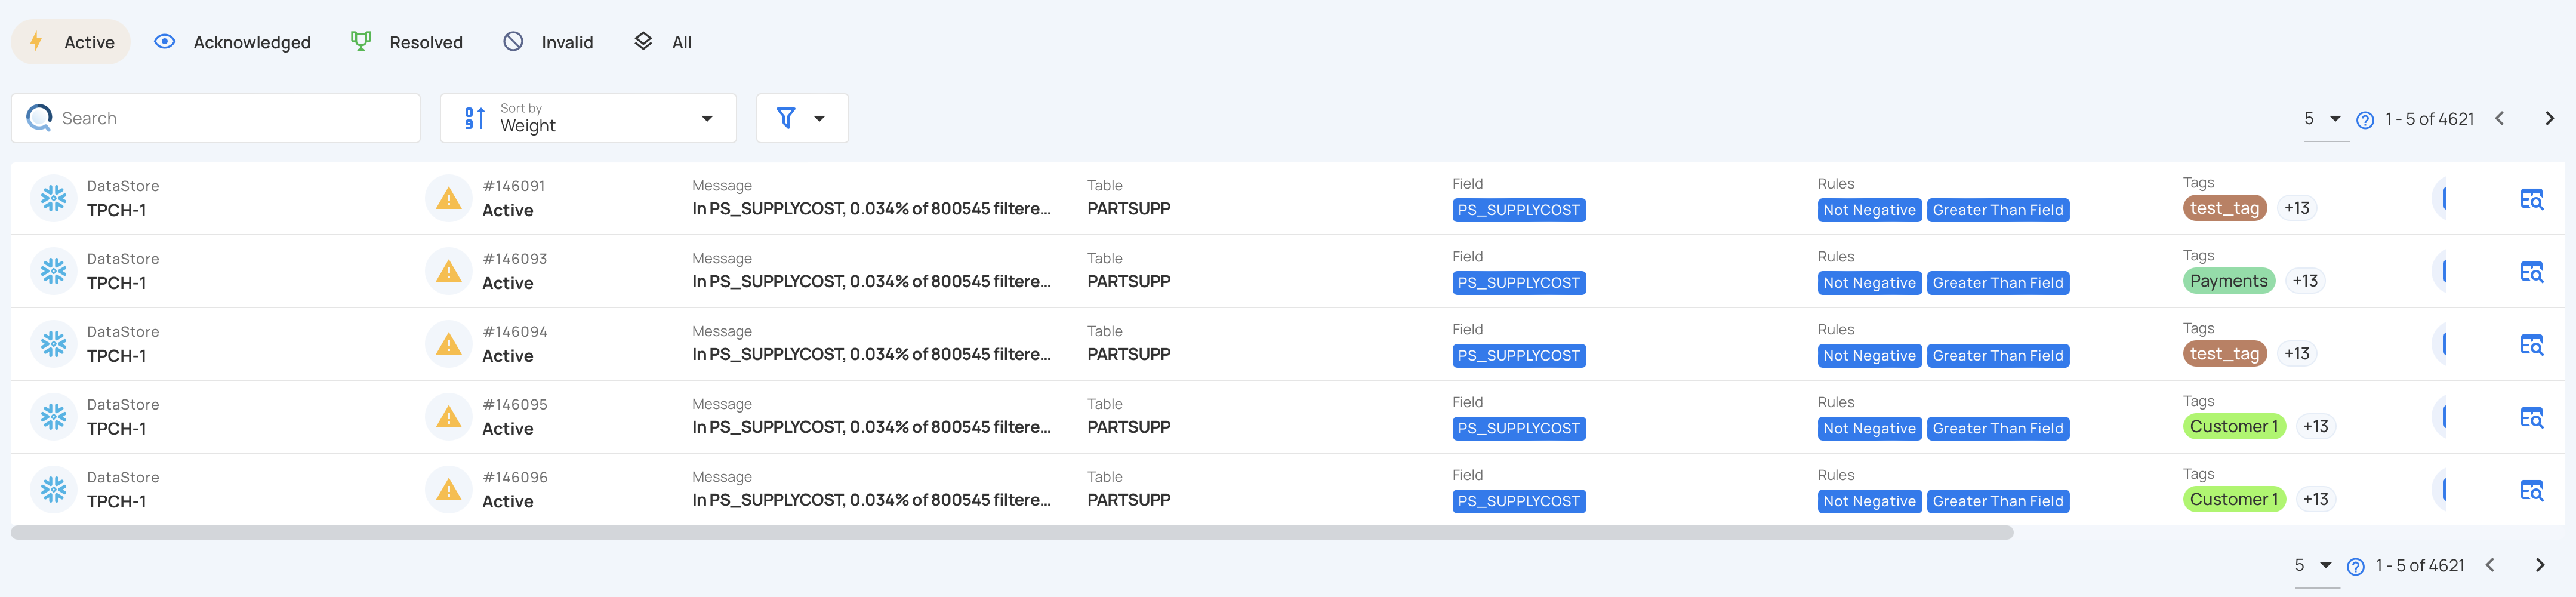 Active Acknowledged Resolved Invalid All
Search
Sort by
Weight
5 1 - 5 of 4621
DataStore #146091 Message Table Field Rules Tags
TPCH-1 Active In PS_SUPPLYCOST, 0.034% of 800545 filtere... PARTSUPP PS_SUPPLYCOST Not Negative Greater Than Field test_tag +13
DataStore #146093 Message Table Field Rules Tags
TPCH-1 Active In PS_SUPPLYCOST, 0.034% of 800545 filtere... PARTSUPP PS_SUPPLYCOST Not Negative Greater Than Field Payments +13
DataStore #146094 Message Table Field Rules Tags
TPCH-1 Active In PS_SUPPLYCOST, 0.034% of 800545 filtere... PARTSUPP PS_SUPPLYCOST Not Negative Greater Than Field test_tag +13
DataStore #146095 Message Table Field Rules Tags
TPCH-1 Active In PS_SUPPLYCOST, 0.034% of 800545 filtere... PARTSUPP PS_SUPPLYCOST Not Negative Greater Than Field Customer 1 +13
DataStore #146096 Message Table Field Rules Tags
TPCH-1 Active In PS_SUPPLYCOST, 0.034% of 800545 filtere... PARTSUPP PS_SUPPLYCOST Not Negative Greater Than Field Customer 1 +13
5 1 - 5 of 4621